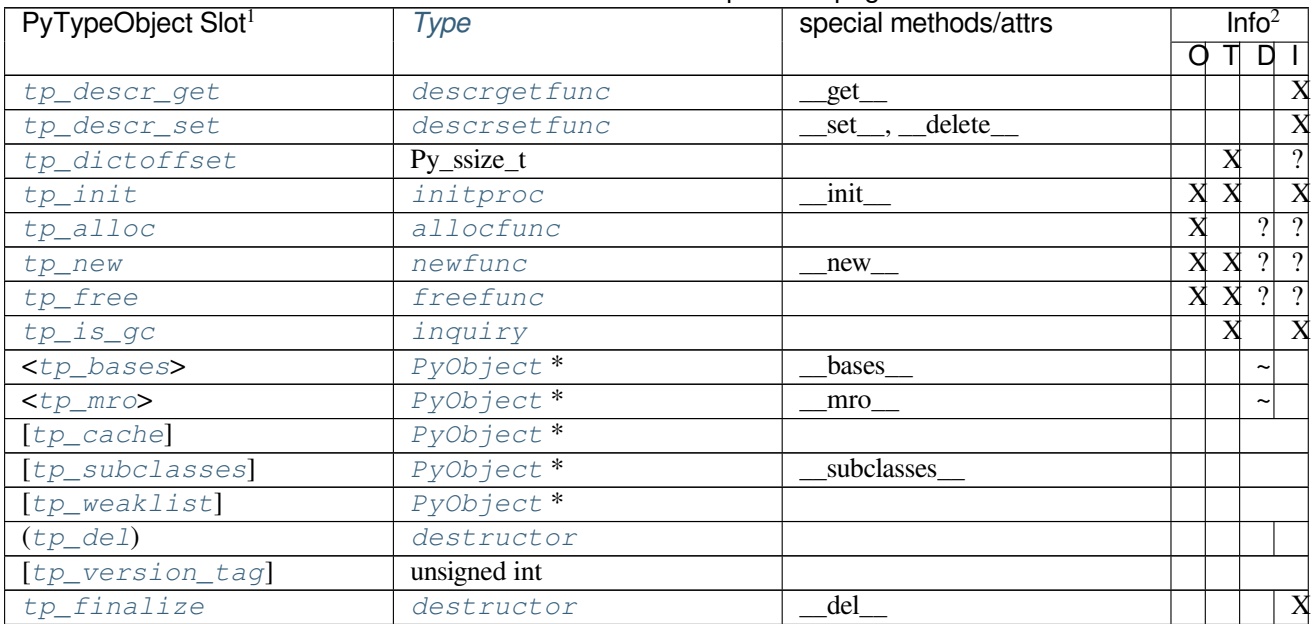 PyTypeObject Slot1 Type special methods/attrs Info2
O T D I
tp_descr_get descrgetfunc __get__ X
tp_descr_set descrsetfunc __set__, __delete__ X
tp_dictoffset Py_ssize_t X ?
tp_init initproc __init__ X X X
tp_alloc allocfunc X ? ?
tp_new newfunc __new__ X X ? ?
tp_free freefunc X X ? ?
tp_is_gc inquiry X X
<tp_bases> PyObject * __bases__ ~
<tp_mro> PyObject * __mro__ ~
[tp_cache] PyObject *
[tp_subclasses] PyObject * __subclasses__
[tp_weaklist] PyObject *
(tp_del) destructor
[tp_version_tag] unsigned int
tp_finalize destructor __del__ X